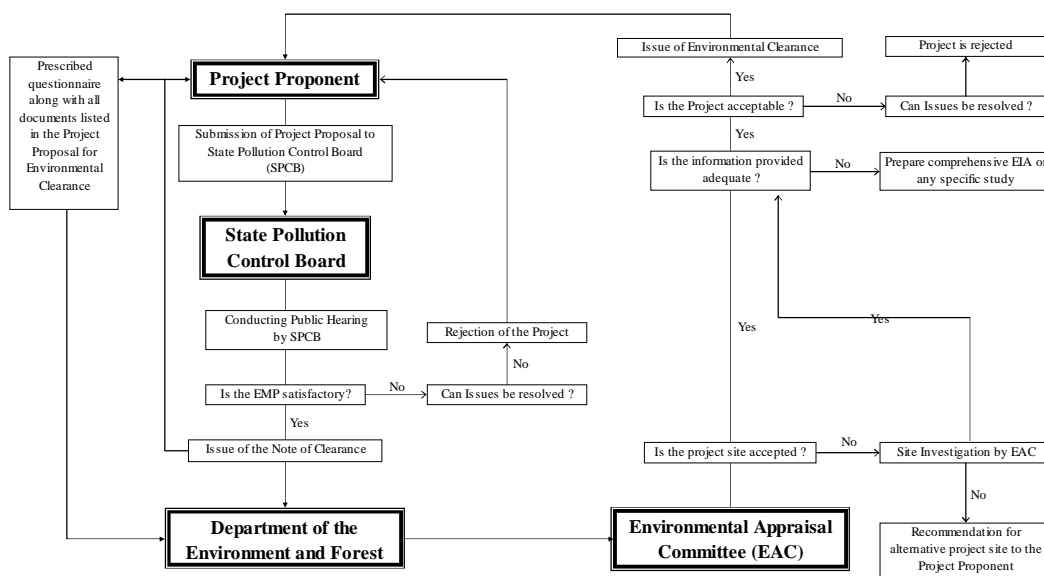 Prescribed
questionnaire
along with all
documents listed
in the Project
Proposal for
Environmental
Clearance
Project Proponent
Submission of Project Proposal to
State Pollution Control Board
(SPCB)
State Pollution
Control Board
Conducting Public Hearing
by SPCB
Rejection of the Project
No
Is the EMP satisfactory?
No
Can Issues be resolved ?
Yes
Issue of the Note of Clearance
Department of the
Environment and Forest
Issue of Environmental Clearance
Project is rejected
Yes
Is the Project acceptable ?
No
Can Issues be resolved ?
Yes
Is the information provided
adequate ?
No
Prepare comprehensive EIA or
any specific study
Yes
Yes
Is the project site accepted ?
No
Site Investigation by EAC
No
Environmental Appraisal
Committee (EAC)
Recommendation for
alternative project site to the
Project Proponent